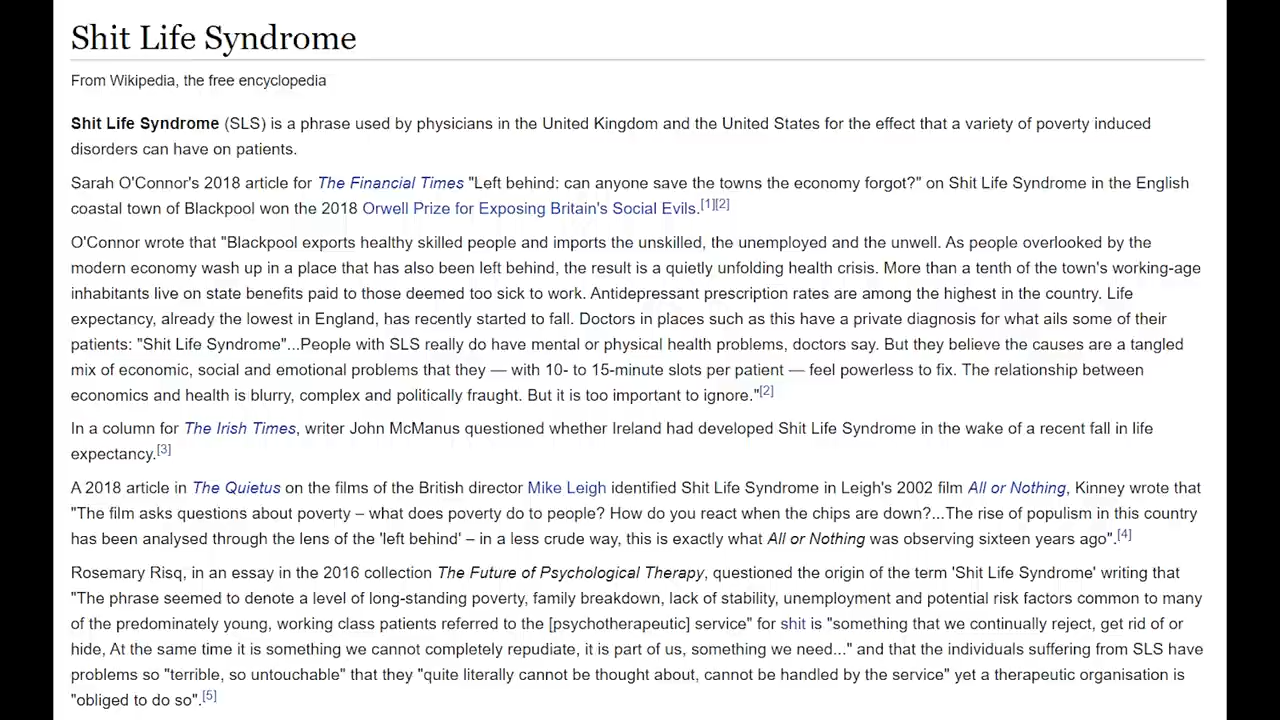 Shit Life Syndrome
From Wikipedia, the free encyclopedia
Shit Life Syndrome (SLS) is a phrase used by physicians in the United Kingdom and the United States for the effect that a variety of poverty induced
disorders can have on patients.
Sarah O'Connor's 2018 article for The Financial Times "Left behind: can anyone save the towns the economy forgot?" on Shit Life Syndrome in the English
coastal town of Blackpool won the 2018 Orwell Prize for Exposing Britain's Social Evils.[1][2]
O'Connor wrote that "Blackpool exports healthy skilled people and imports the unskilled, the unemployed and the unwell. As people overlooked by the
modern economy wash up in a place that has also been left behind, the result is a quietly unfolding health crisis. More than a tenth of the town's working-age
inhabitants live on state benefits paid to those deemed too sick to work. Antidepressant prescription rates are among the highest in the country. Life
expectancy, already the lowest in England, has recently started to fall. Doctors in places such as this have a private diagnosis for what ails some of their
patients: "Shit Life Syndrome"...People with SLS really do have mental or physical health problems, doctors say. But they believe the causes are a tangled
mix of economic, social and emotional problems that they — with 10- to 15-minute slots per patient — feel powerless to fix. The relationship between
economics and health is blurry, complex and politically fraught. But it is too important to ignore."[2]
In a column for The Irish Times, writer John McManus questioned whether Ireland had developed Shit Life Syndrome in the wake of a recent fall in life
expectancy.[3]
A 2018 article in The Quietus on the films of the British director Mike Leigh identified Shit Life Syndrome in Leigh's 2002 film All or Nothing, Kinney wrote that
"The film asks questions about poverty – what does poverty do to people? How do you react when the chips are down?...The rise of populism in this country
has been analysed through the lens of the 'left behind' – in a less crude way, this is exactly what All or Nothing was observing sixteen years ago".[4]
Rosemary Risq, in an essay in the 2016 collection The Future of Psychological Therapy, questioned the origin of the term 'Shit Life Syndrome' writing that
"The phrase seemed to denote a level of long-standing poverty, family breakdown, lack of stability, unemployment and potential risk factors common to many
of the predominately young, working class patients referred to the [psychotherapeutic] service" for shit is "something that we continually reject, get rid of or
hide, At the same time it is something we cannot completely repudiate, it is part of us, something we need..." and that the individuals suffering from SLS have
problems so "terrible, so untouchable" that they "quite literally cannot be thought about, cannot be handled by the service" yet a therapeutic organisation is
"obliged to do so".[5]